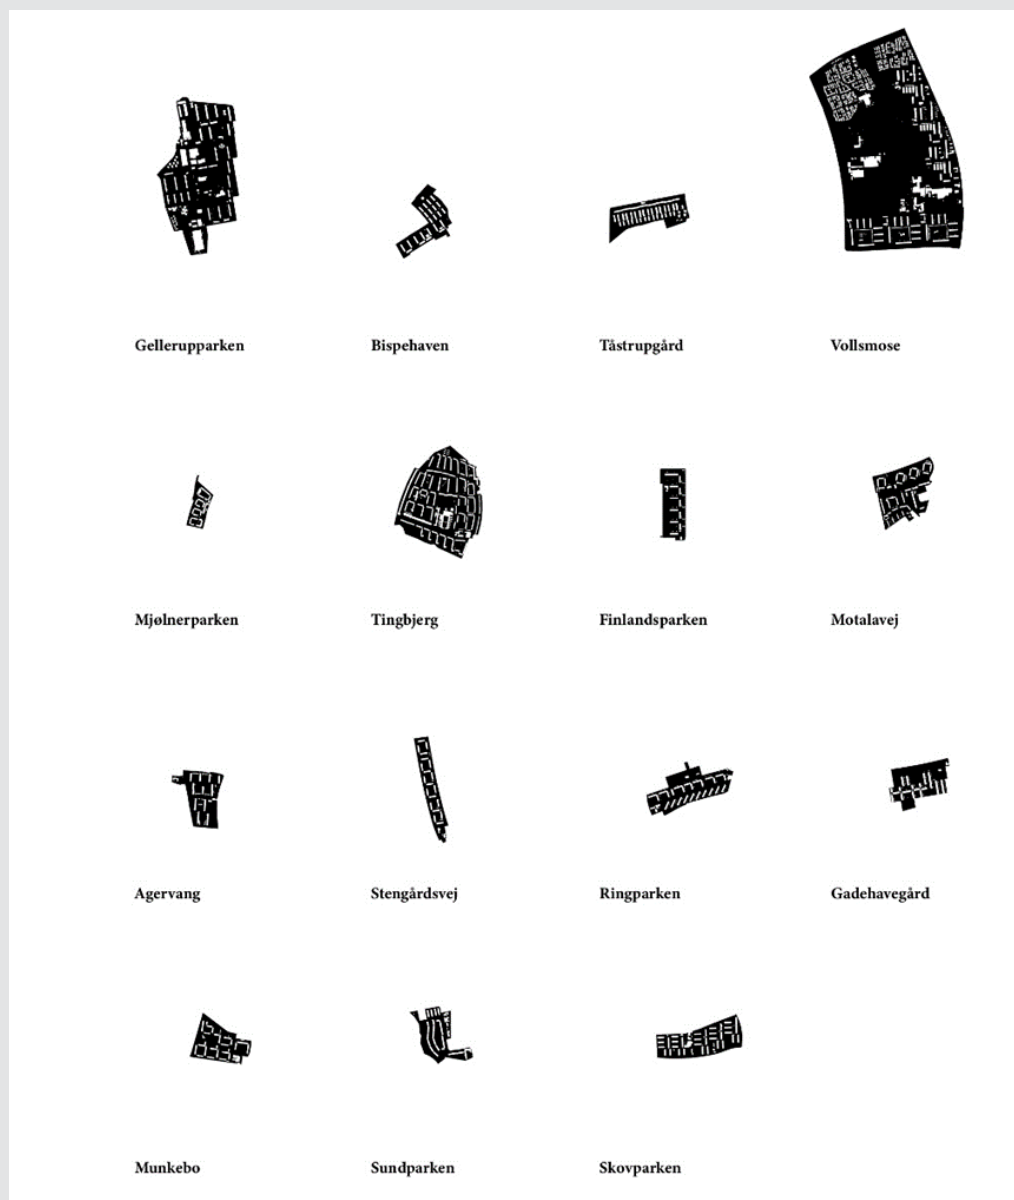 Gellerupparken Bispehaven Tåstrupgård Vollsmose
Mjølnerparken Tingbjerg Finlandsparken Motalavej
Agervang Stengårdsvej Ringparken Gadehavegård
Munkebo Sundparken Skovparken